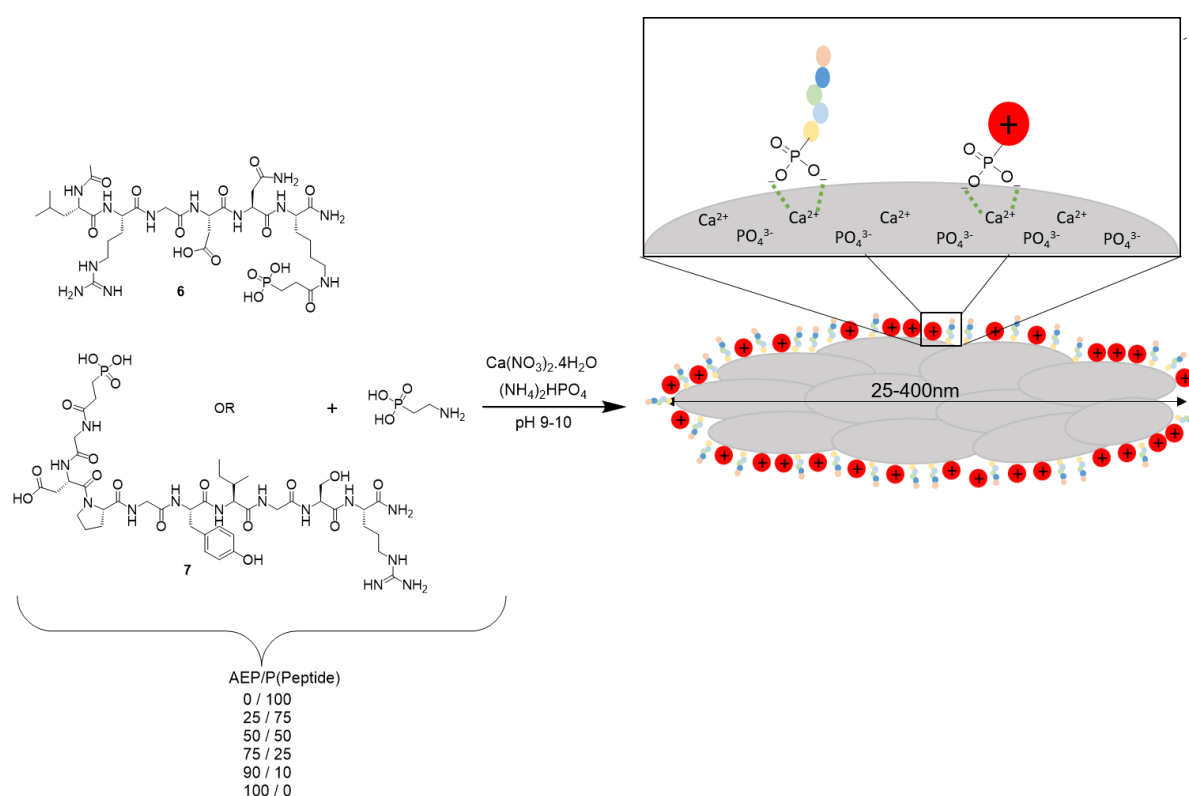 +
O
P
O
O
–
–
Ca²⁺
Ca²⁺
Ca²⁺
PO₄³⁻
PO₄³⁻
+
O
P
O
O
–
–
Ca²⁺
Ca²⁺
PO₄³⁻
PO₄³⁻
PO₄³⁻
O
NH₂
O
HN
O
H
N
O
N
H
O
H
N
O
N
H
O
H
N
O
NH₂
HO
O
HN
H₂N
NH
OH
P
O
HO
NH
O
6
HO
OH
P
O
O
NH
O
HN
HO
O
O
N
O
H
N
O
H
N
O
N
H
O
H
N
O
N
H
HO
O
H
N
O
NH₂
OH
NH
HN
NH₂
7
OR
+
O
HO
P
HO
NH₂
Ca(NO₃)₂.4H₂O
(NH₄)₂HPO₄
pH 9-10
25-400nm
AEP/P(Peptide)
0 / 100
25 / 75
50 / 50
75 / 25
90 / 10
100 / 0